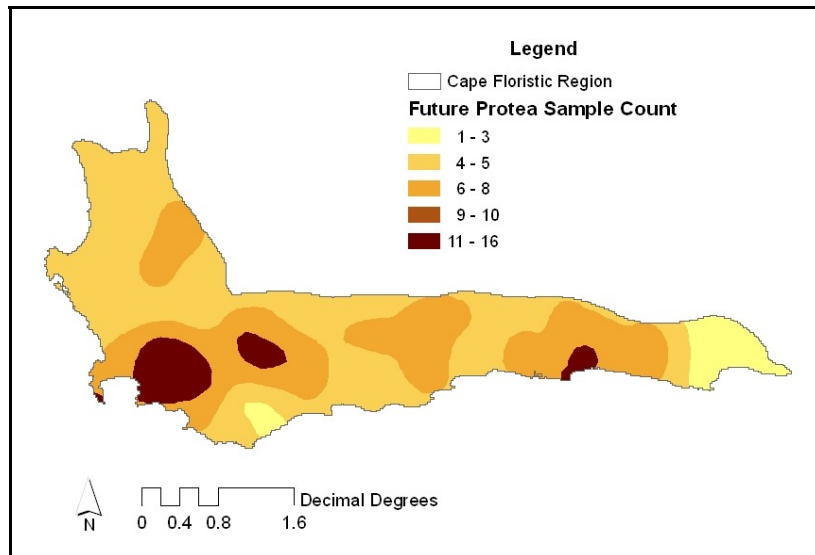 Legend
Cape Floristic Region
Future Protea Sample Count
1 - 3
4 - 5
6 - 8
9 - 10
11 - 16
Decimal Degrees
N
0 0.4 0.8 1.6